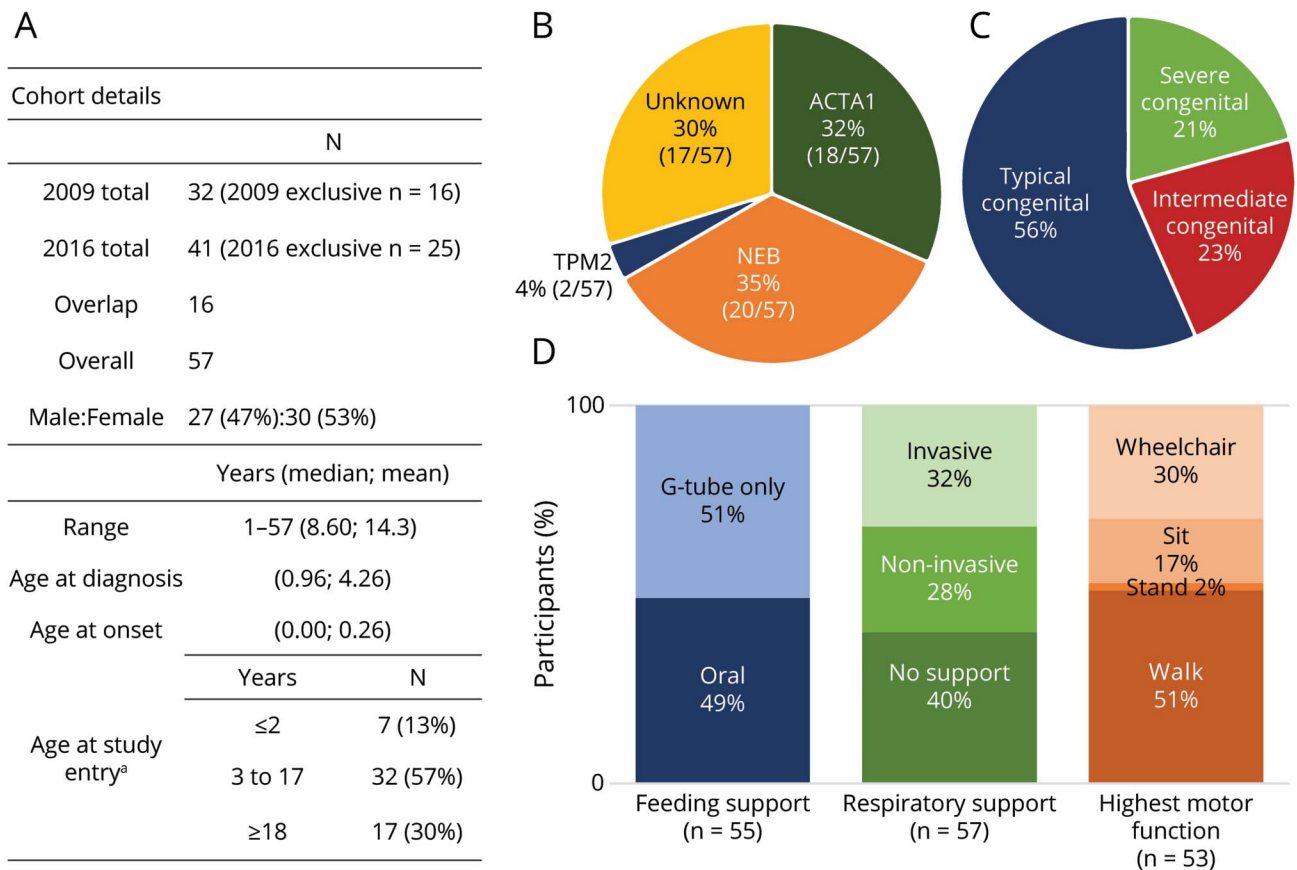 A
Cohort details
N
2009 total 32 (2009 exclusive n = 16)
2016 total 41 (2016 exclusive n = 25)
Overlap 16
Overall 57
Male:Female 27 (47%):30 (53%)
Years (median; mean)
Range 1–57 (8.60; 14.3)
Age at diagnosis (0.96; 4.26)
Age at onset (0.00; 0.26)
Years N
Age at study
entryᵃ
≤2 7 (13%)
3 to 17 32 (57%)
≥18 17 (30%)
B
Unknown
30%
(17/57)
ACTA1
32%
(18/57)
TPM2
4% (2/57)
NEB
35%
(20/57)
C
Severe
congenital
21%
Typical
congenital
56%
Intermediate
congenital
23%
D
Participants (%)
100
0
G-tube only
51%
Oral
49%
Feeding support
(n = 55)
Invasive
32%
Non-invasive
28%
No support
40%
Respiratory support
(n = 57)
Wheelchair
30%
Sit
17%
Stand 2%
Walk
51%
Highest motor
function
(n = 53)